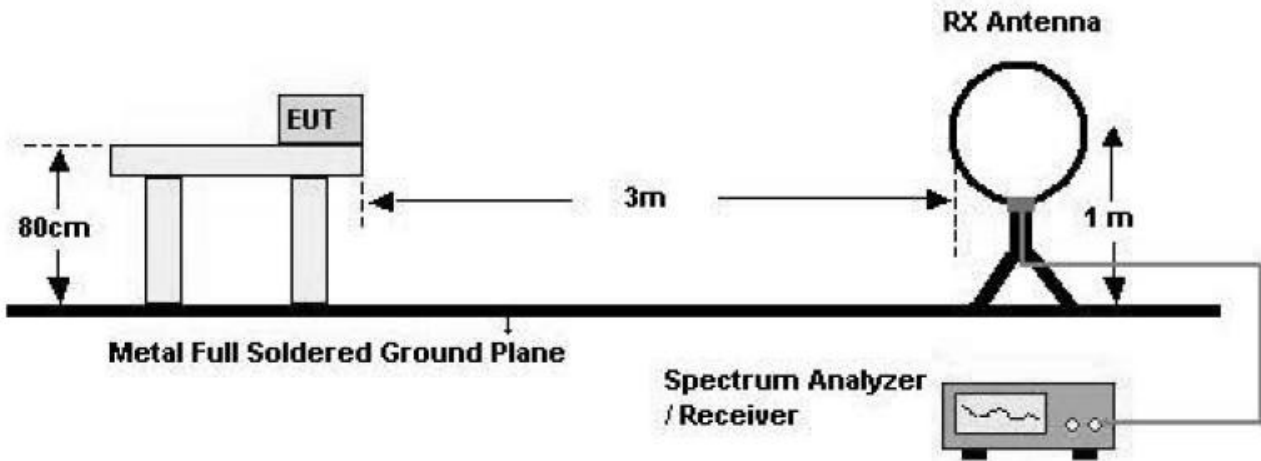 RX Antenna
EUT
80cm
3m
1 m
Metal Full Soldered Ground Plane
Spectrum Analyzer
/ Receiver